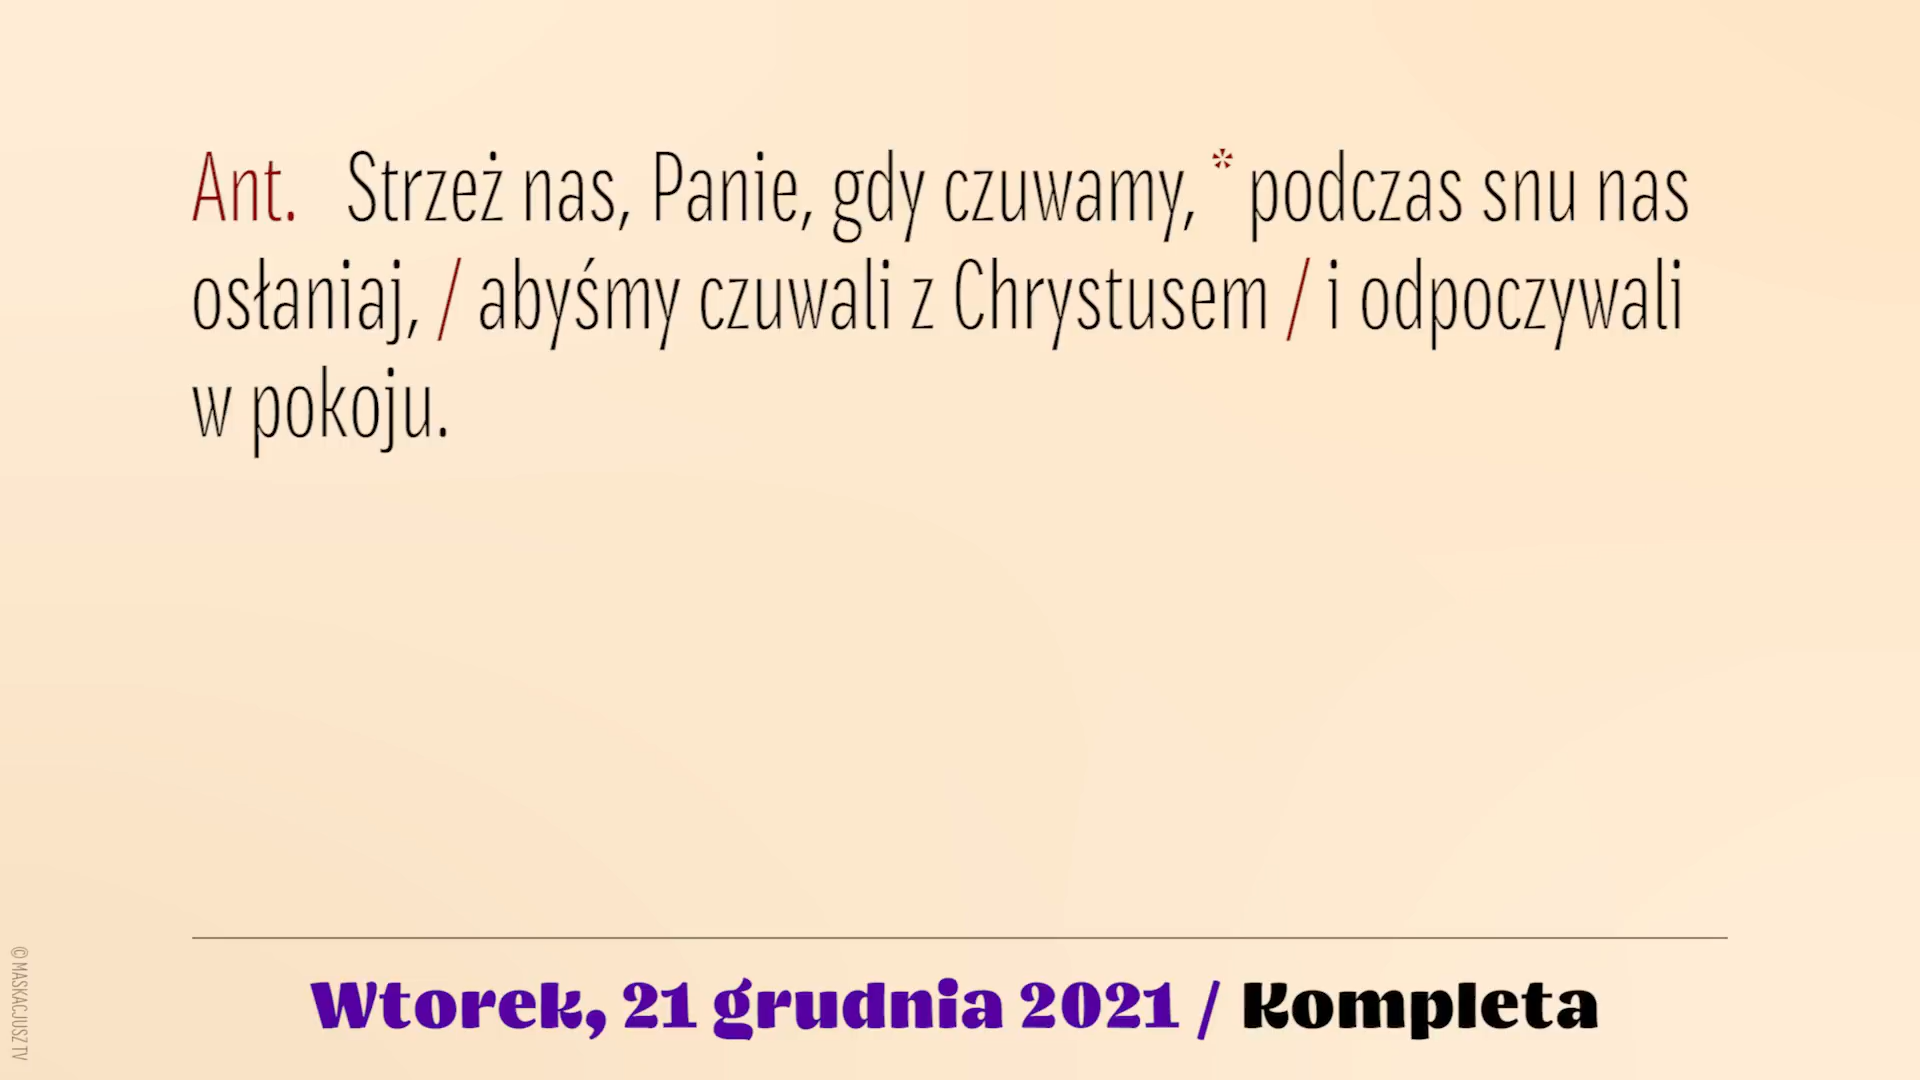 Ant. Strzeż nas, Panie, gdy czuwamy, * podczas snu nas
osłaniaj, / abyśmy czuwali z Chrystusem / i odpoczywali
w pokoju.
Wtorek, 21 grudnia 2021 / Kompleta
© MASKACJUSZ TV